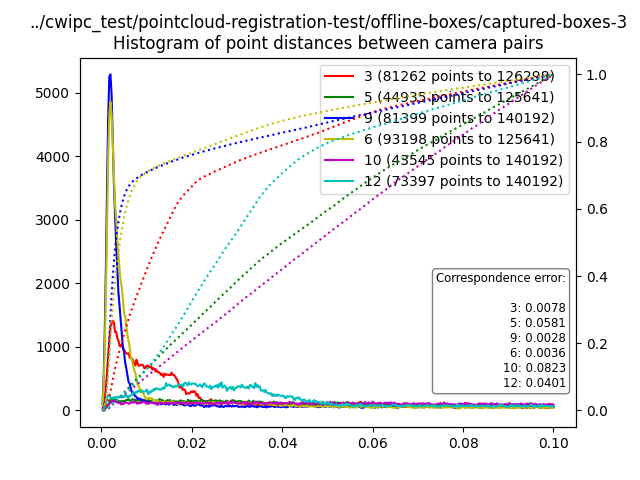 ../cwipc_test/pointcloud-registration-test/offline-boxes/captured-boxes-3
Histogram of point distances between camera pairs
3 (81262 points to 126298)
5 (44935 points to 125641)
9 (81399 points to 140192)
6 (93198 points to 125641)
10 (43545 points to 140192)
12 (73397 points to 140192)
5000
4000
3000
2000
1000
0
1.0
0.8
0.6
0.4
0.2
0.0
Correspondence error:
3: 0.0078
5: 0.0581
9: 0.0028
6: 0.0036
10: 0.0823
12: 0.0401
0.00
0.02
0.04
0.06
0.08
0.10